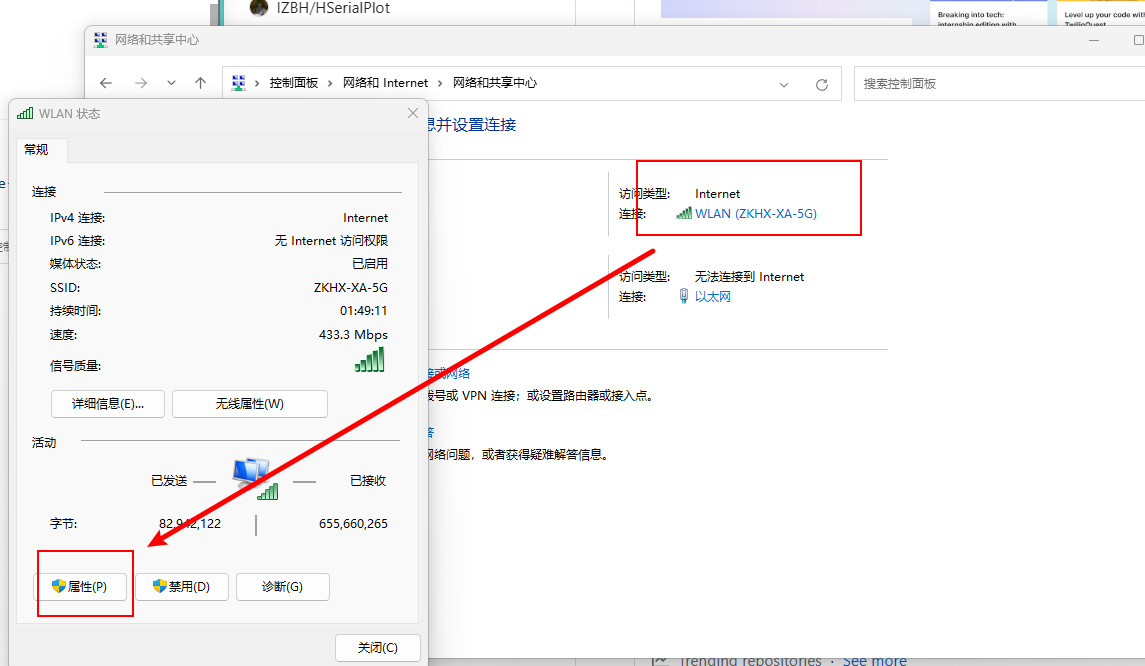 IZBH/HSerialPlot
Breaking into tech:
internship edition with
Level up your code with
TwilioQuest
网络和共享中心
控制面板 › 网络和 Internet › 网络和共享中心
搜索控制面板
WLAN 状态
息并设置连接
常规
连接
IPv4 连接: Internet
IPv6 连接: 无 Internet 访问权限
媒体状态: 已启用
SSID: ZKHX-XA-5G
持续时间: 01:49:11
速度: 433.3 Mbps
信号质量:
详细信息(E)... 无线属性(W)
活动
已发送 已接收
字节: 82,942,122 655,660,265
属性(P) 禁用(D) 诊断(G)
关闭(C)
访问类型: Internet
连接: WLAN (ZKHX-XA-5G)
访问类型: 无法连接到 Internet
连接: 以太网
接或网络
拨号或 VPN 连接；或设置路由器或接入点。
答
网络问题，或者获得疑难解答信息。
Trending repositories · See more